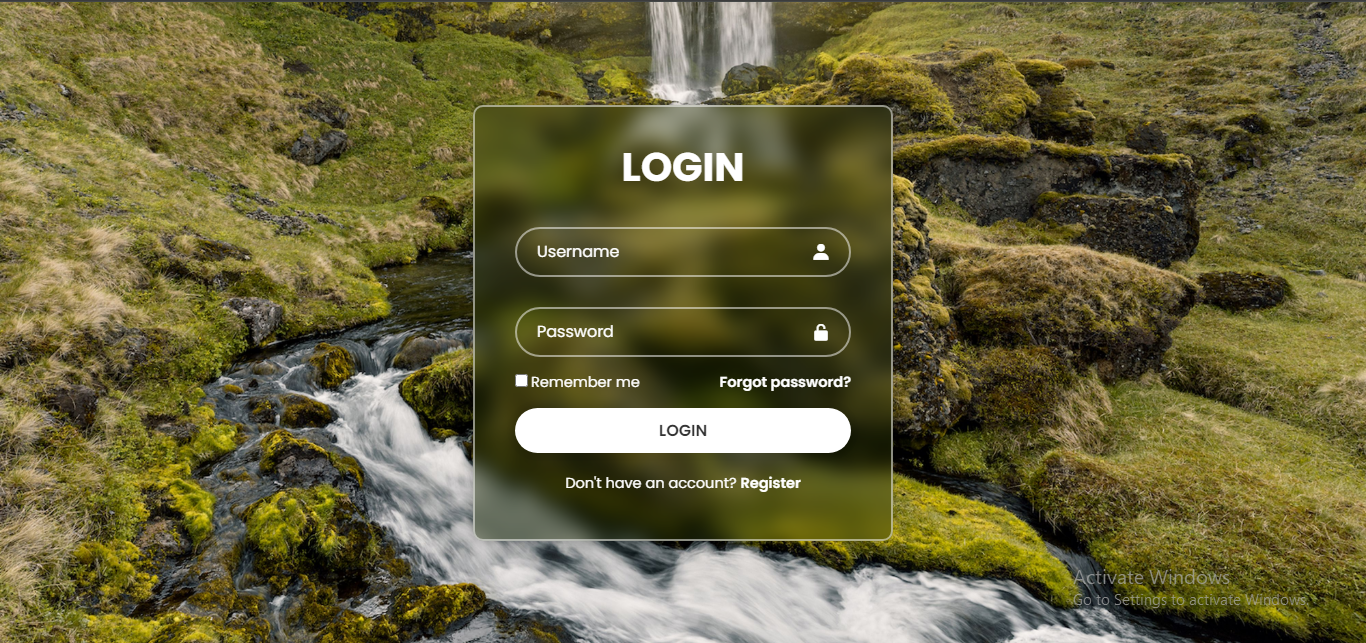 LOGIN
Username
Password
Remember me
Forgot password?
LOGIN
Don't have an account? Register
Activate Windows
Go to Settings to activate Windows.